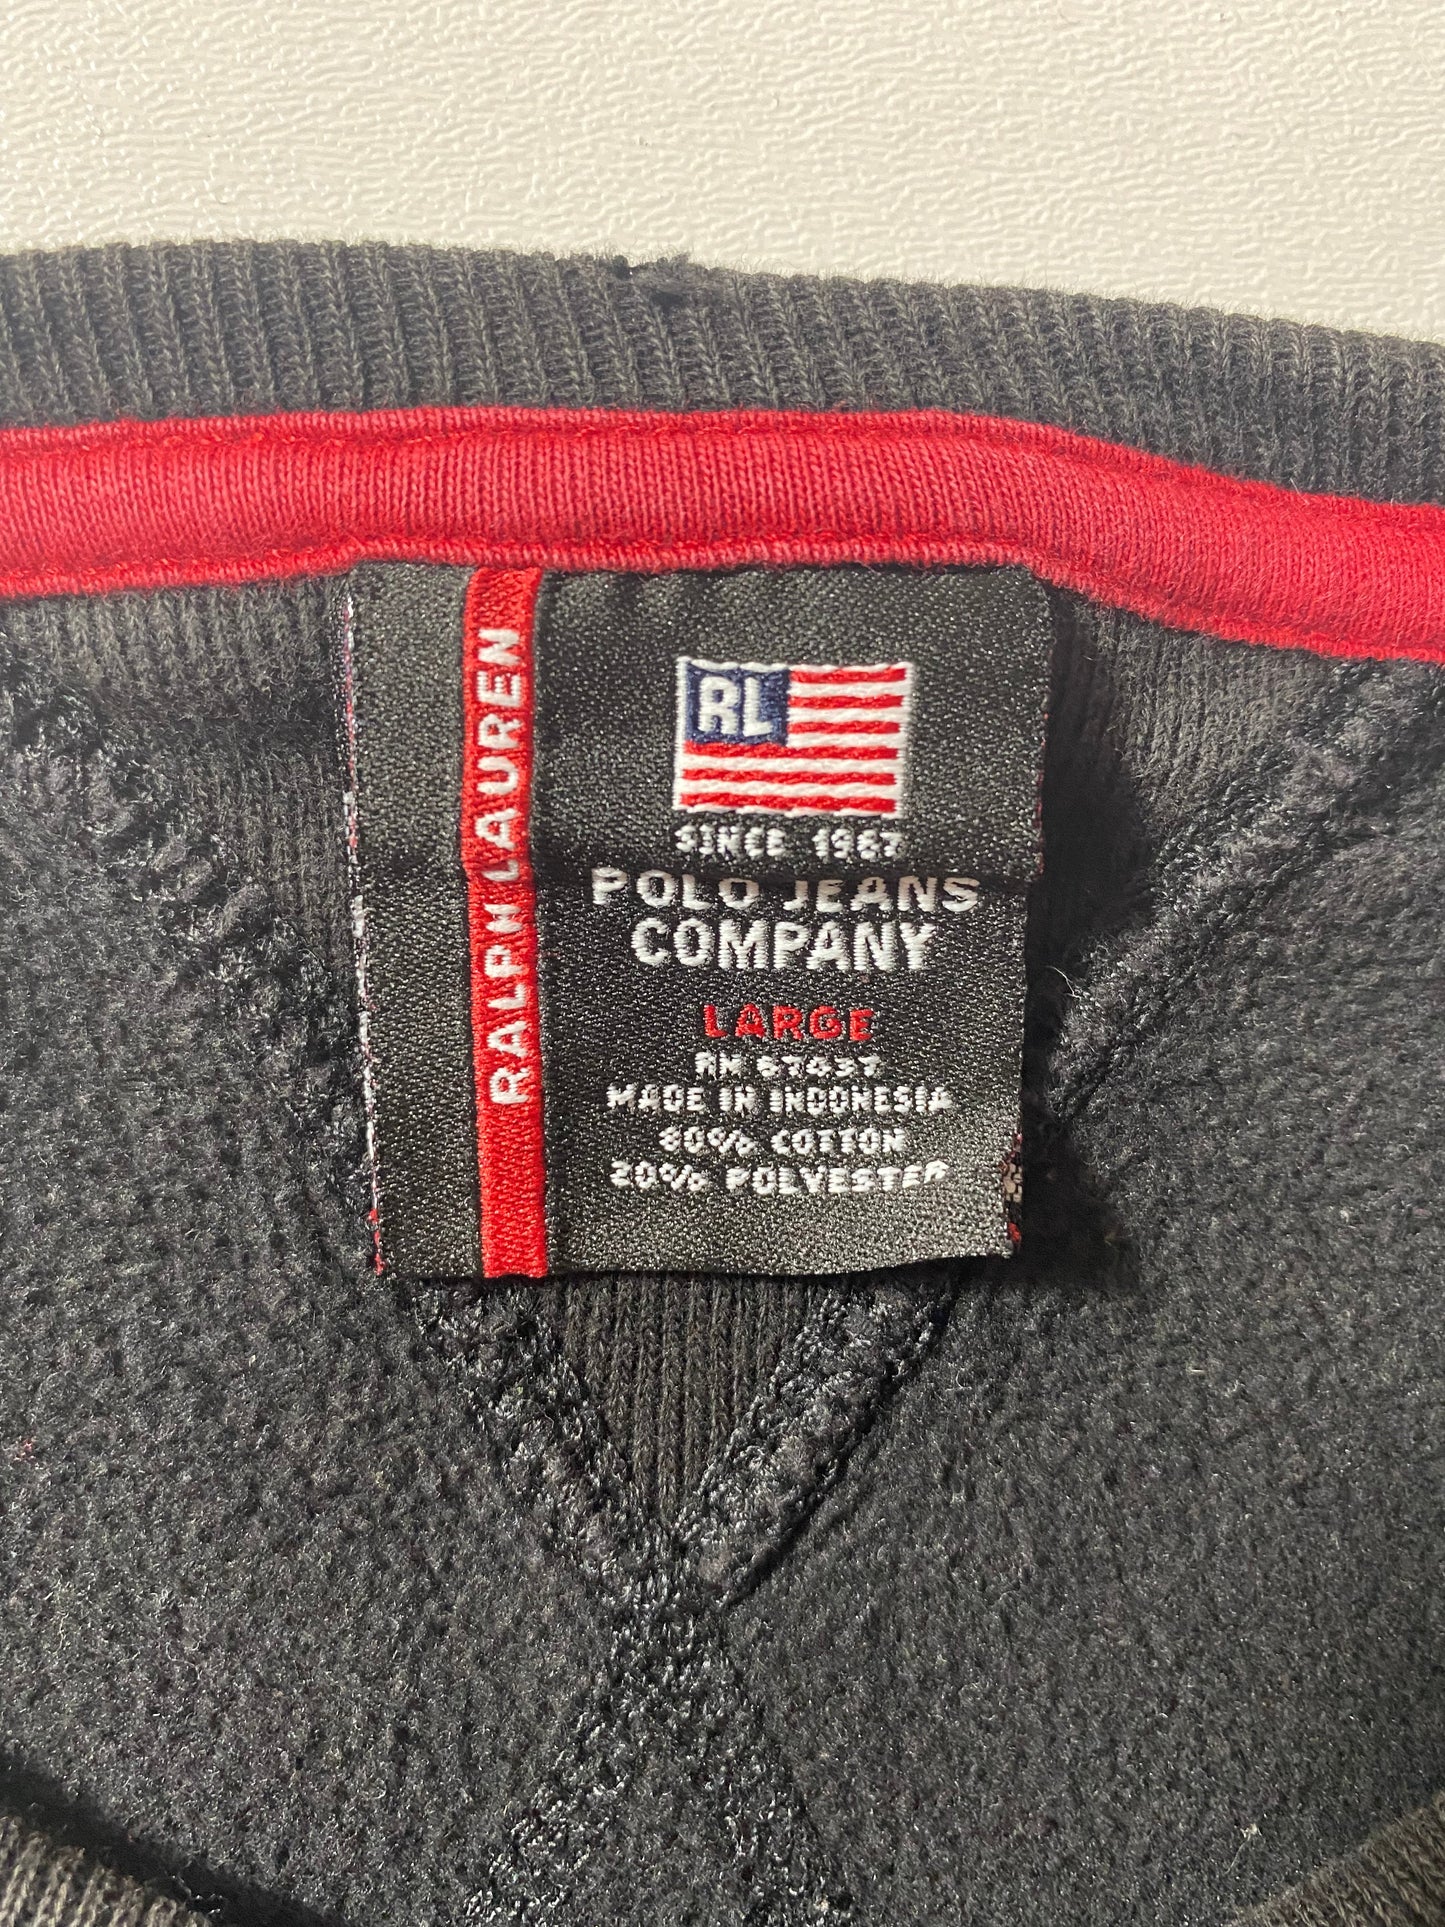 RALPH LAUREN
RL
SINCE 1967
POLO JEANS
COMPANY
LARGE
RN 67437
MADE IN INDONESIA
80% COTTON
20% POLYESTER